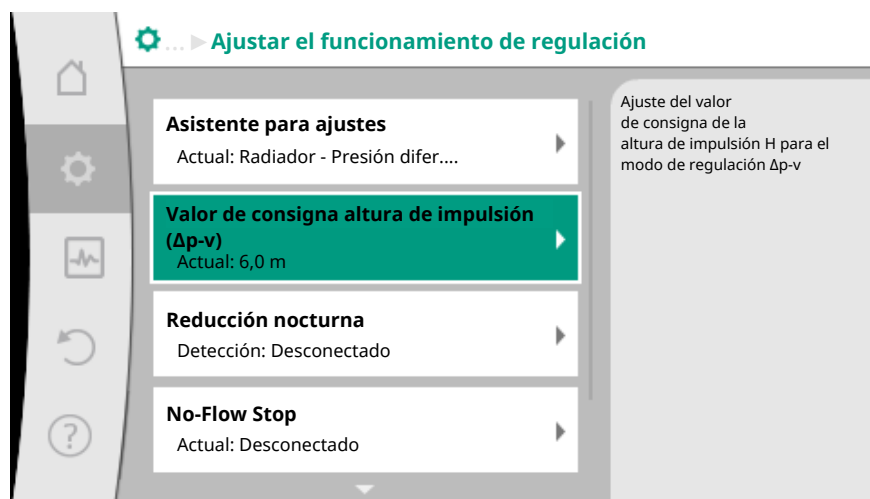 ... Ajustar el funcionamiento de regulación
Asistente para ajustes
Actual: Radiador - Presión difer....
Valor de consigna altura de impulsión
(Δp-v)
Actual: 6,0 m
Reducción nocturna
Detección: Desconectado
No-Flow Stop
Actual: Desconectado
Ajuste del valor
de consigna de la
altura de impulsión H para el
modo de regulación Δp-v
?